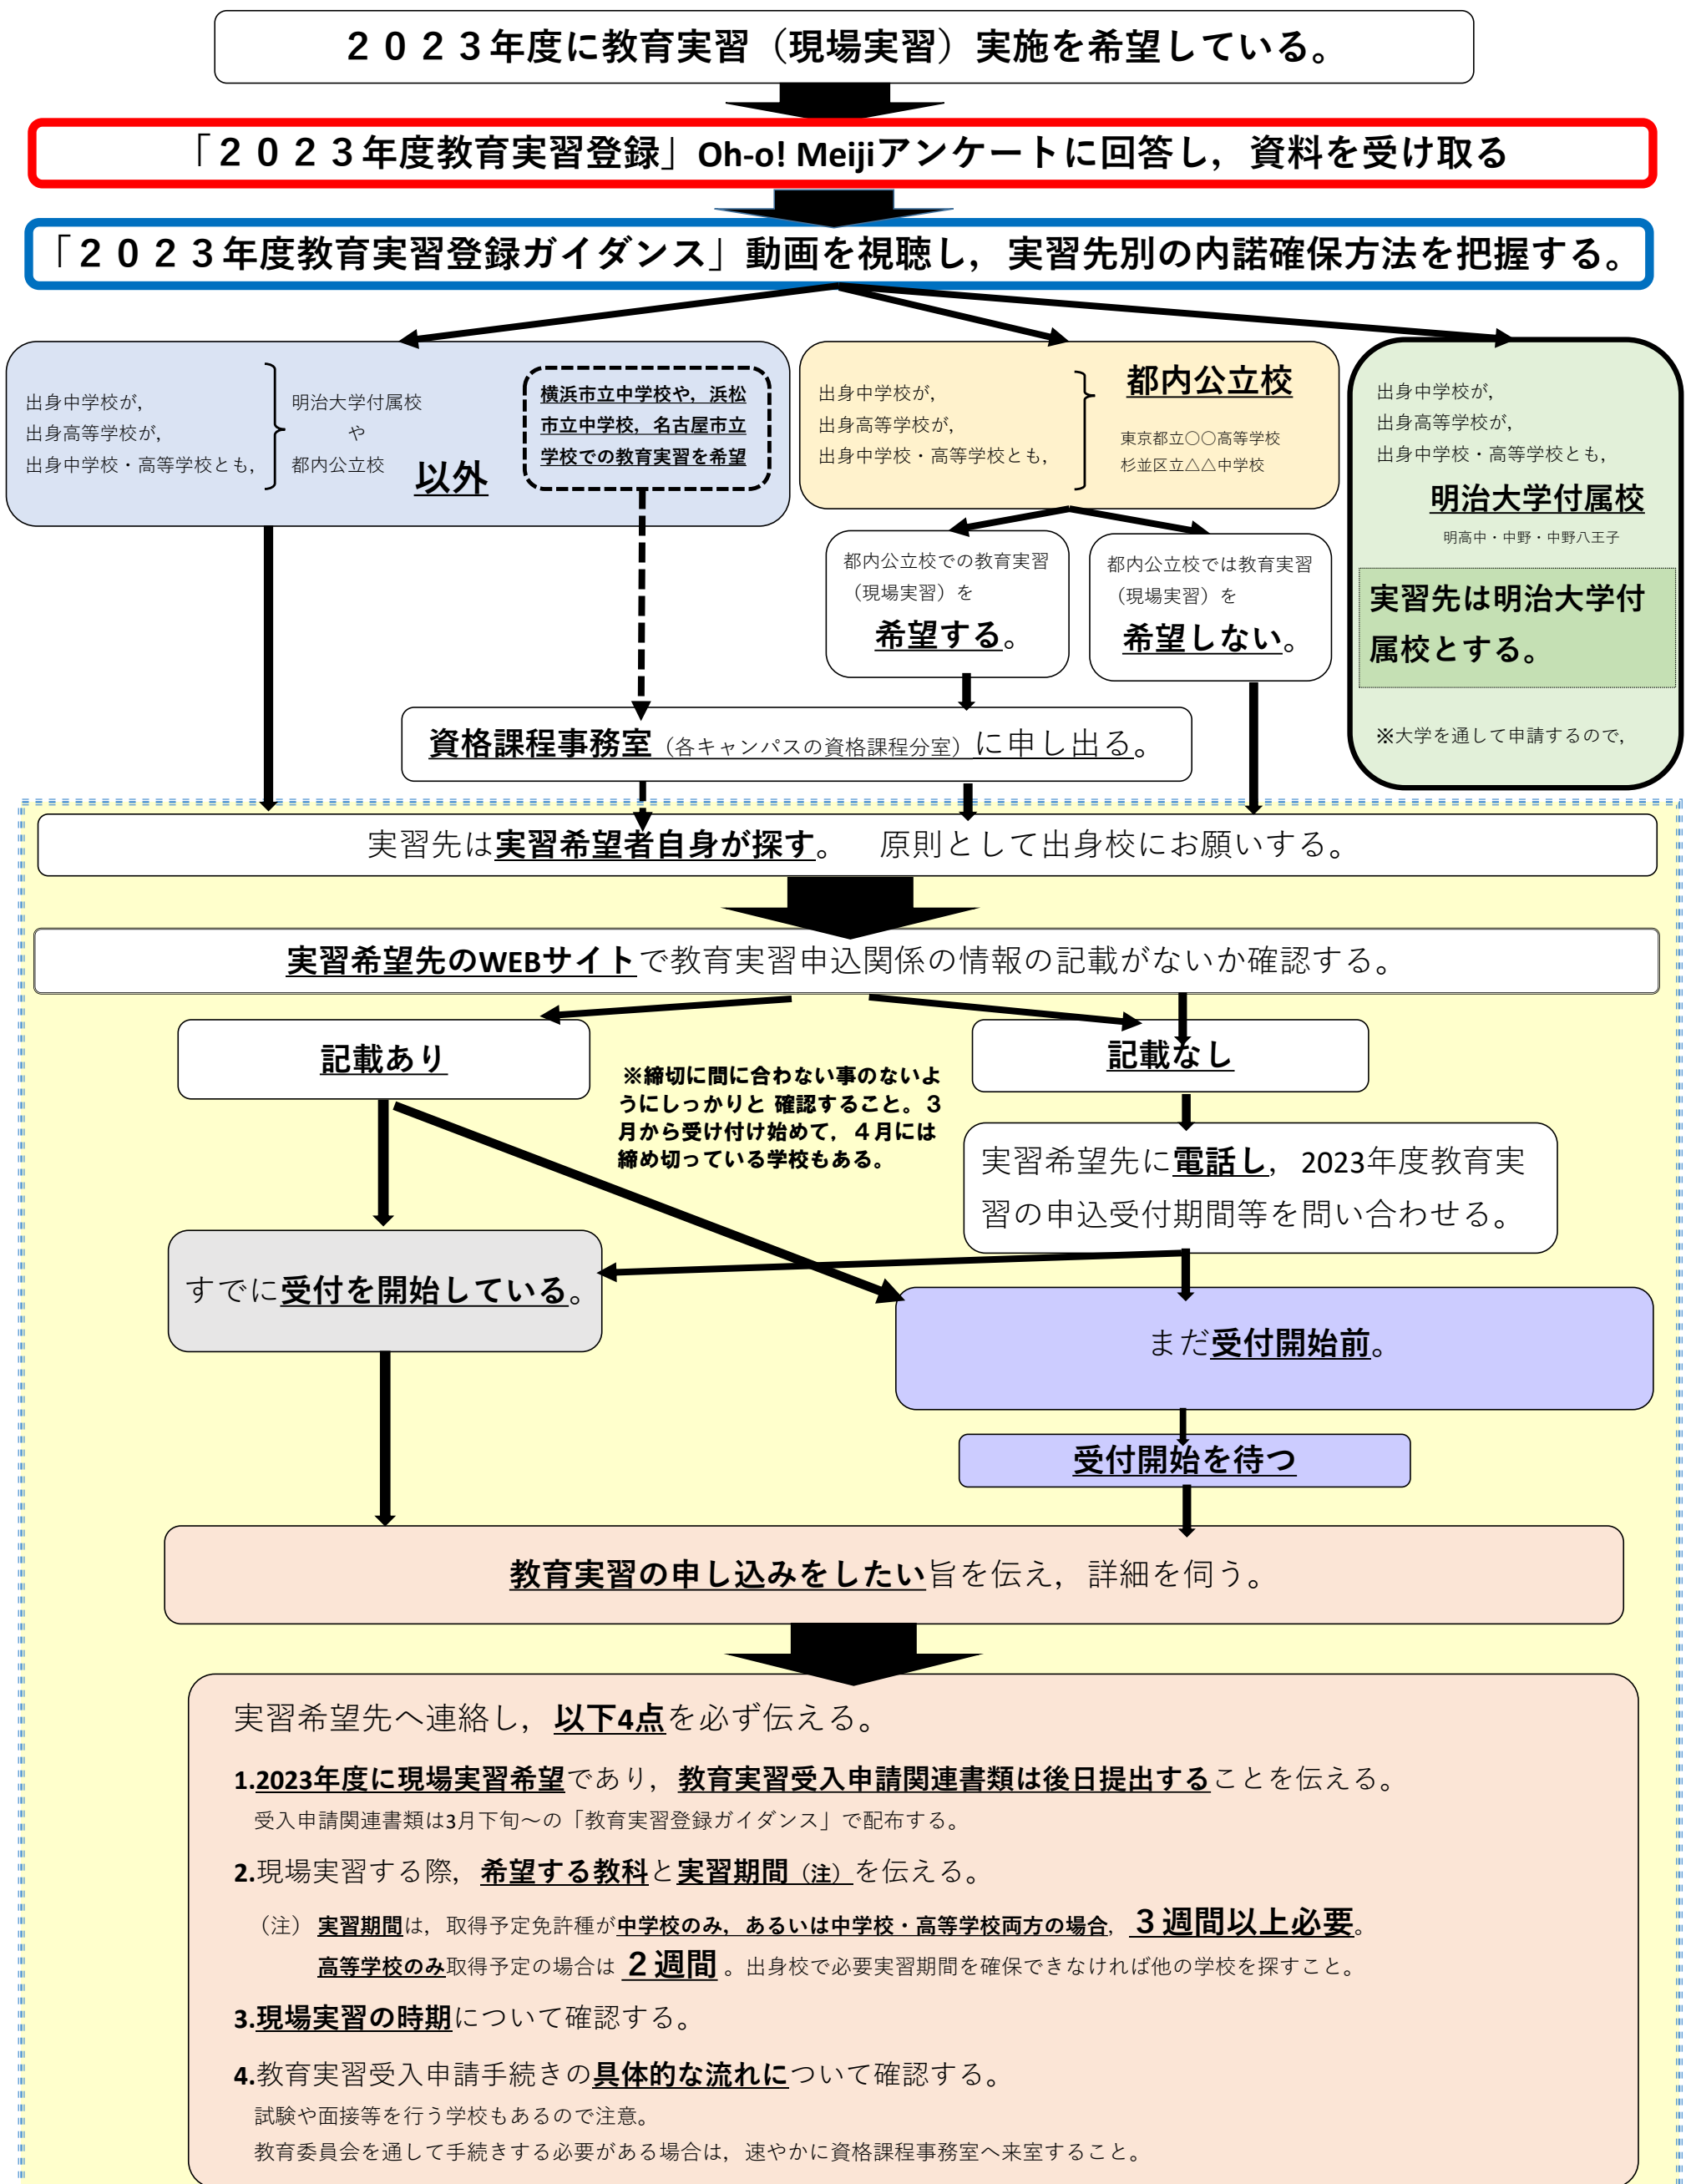 ２０２３年度に教育実習（現場実習）実施を希望している。
「２０２３年度教育実習登録」Oh-o! Meijiアンケートに回答し，資料を受け取る
「２０２３年度教育実習登録ガイダンス」動画を視聴し，実習先別の内諾確保方法を把握する。
出身中学校が，
出身高等学校が，
出身中学校・高等学校とも，
明治大学付属校
や
都内公立校
以外
横浜市立中学校や，浜松
市立中学校，名古屋市立
学校での教育実習を希望
出身中学校が，
出身高等学校が，
出身中学校・高等学校とも，
都内公立校
東京都立〇〇高等学校
杉並区立△△中学校
出身中学校が，
出身高等学校が，
出身中学校・高等学校とも，
明治大学付属校
明高中・中野・中野八王子
実習先は明治大学付
属校とする。
※大学を通して申請するので，
都内公立校での教育実習
（現場実習）を
希望する。
都内公立校では教育実習
（現場実習）を
希望しない。
資格課程事務室（各キャンパスの資格課程分室）に申し出る。
実習先は実習希望者自身が探す。　原則として出身校にお願いする。
実習希望先のWEBサイトで教育実習申込関係の情報の記載がないか確認する。
記載あり
記載なし
※締切に間に合わない事のないよ
うにしっかりと 確認すること。３
月から受け付け始めて，４月には
締め切っている学校もある。
実習希望先に電話し，2023年度教育実
習の申込受付期間等を問い合わせる。
すでに受付を開始している。
まだ受付開始前。
受付開始を待つ
教育実習の申し込みをしたい旨を伝え，詳細を伺う。
実習希望先へ連絡し，以下4点を必ず伝える。
1.2023年度に現場実習希望であり，教育実習受入申請関連書類は後日提出することを伝える。
受入申請関連書類は3月下旬～の「教育実習登録ガイダンス」で配布する。
2.現場実習する際，希望する教科と実習期間（注）を伝える。
（注）実習期間は，取得予定免許種が中学校のみ，あるいは中学校・高等学校両方の場合，３週間以上必要。
高等学校のみ取得予定の場合は ２週間 。出身校で必要実習期間を確保できなければ他の学校を探すこと。
3.現場実習の時期について確認する。
4.教育実習受入申請手続きの具体的な流れについて確認する。
試験や面接等を行う学校もあるので注意。
教育委員会を通して手続きする必要がある場合は，速やかに資格課程事務室へ来室すること。